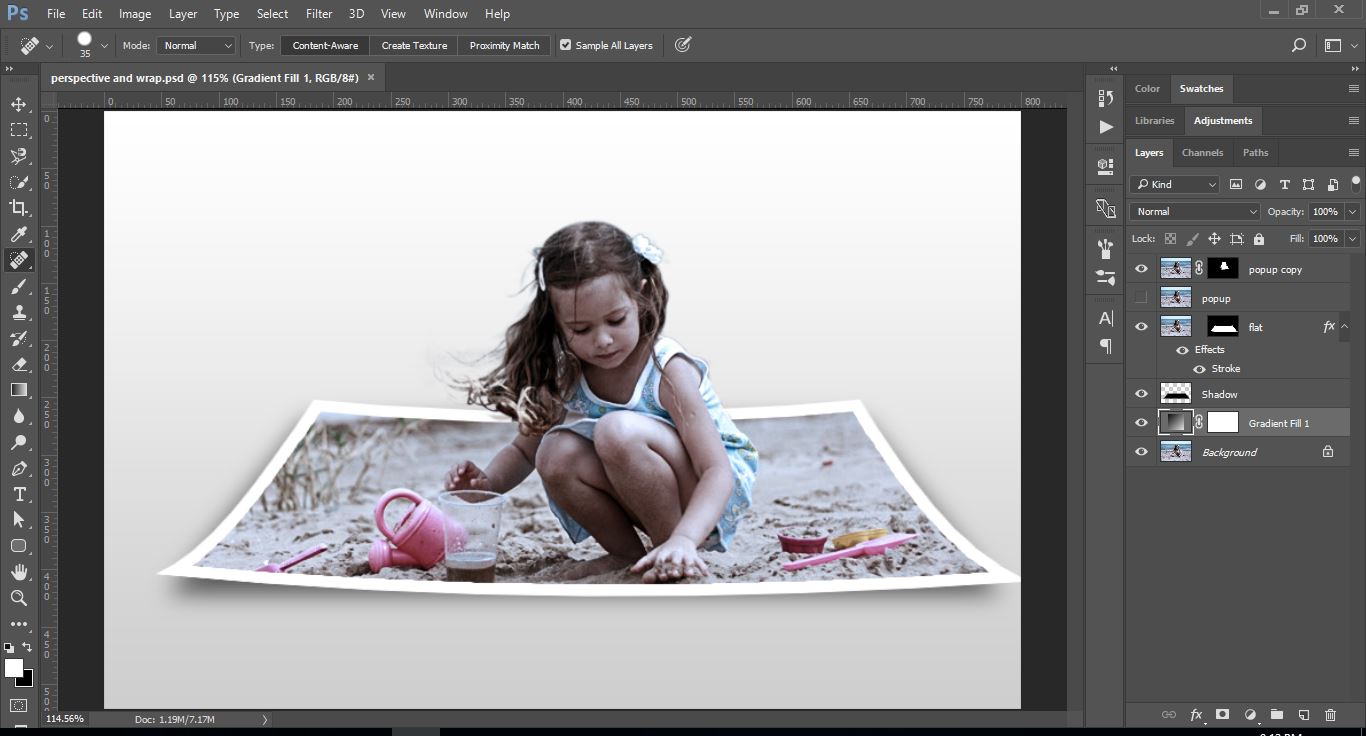 Ps File Edit Image Layer Type Select Filter 3D View Window Help
35 Mode: Normal Type: Content-Aware Create Texture Proximity Match Sample All Layers
perspective and wrap.psd @ 115% (Gradient Fill 1, RGB/8#) ×
0 50 100 150 200 250 300 350 400 450 500 550 600 650 700 750 800
0
50
100
150
200
250
300
350
400
450
Color Swatches
Libraries Adjustments
Layers Channels Paths
Kind
Normal Opacity: 100%
Lock: Fill: 100%
popup copy
popup
flat fx
Effects
Stroke
Shadow
Gradient Fill 1
Background
114.56% Doc: 1.19M/7.17M
fx